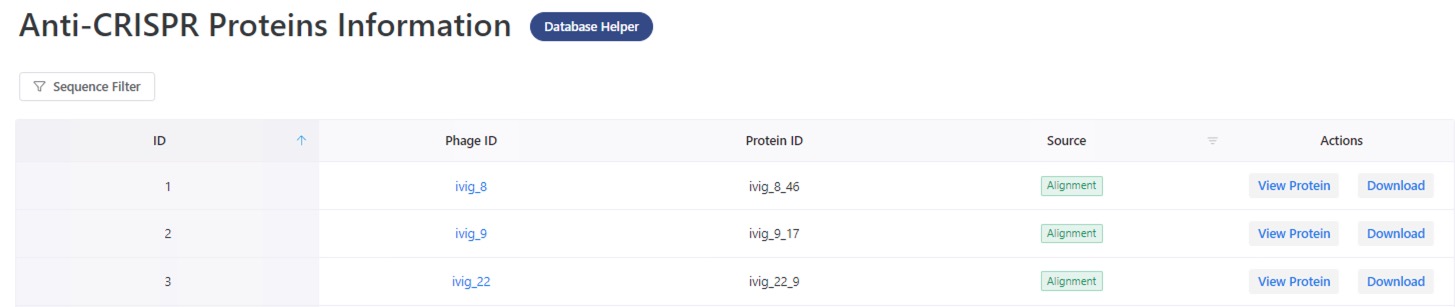 Anti-CRISPR Proteins Information Database Helper
Sequence Filter
ID Phage ID Protein ID Source Actions
1 ivig_8 ivig_8_46 Alignment View Protein Download
2 ivig_9 ivig_9_17 Alignment View Protein Download
3 ivig_22 ivig_22_9 Alignment View Protein Download